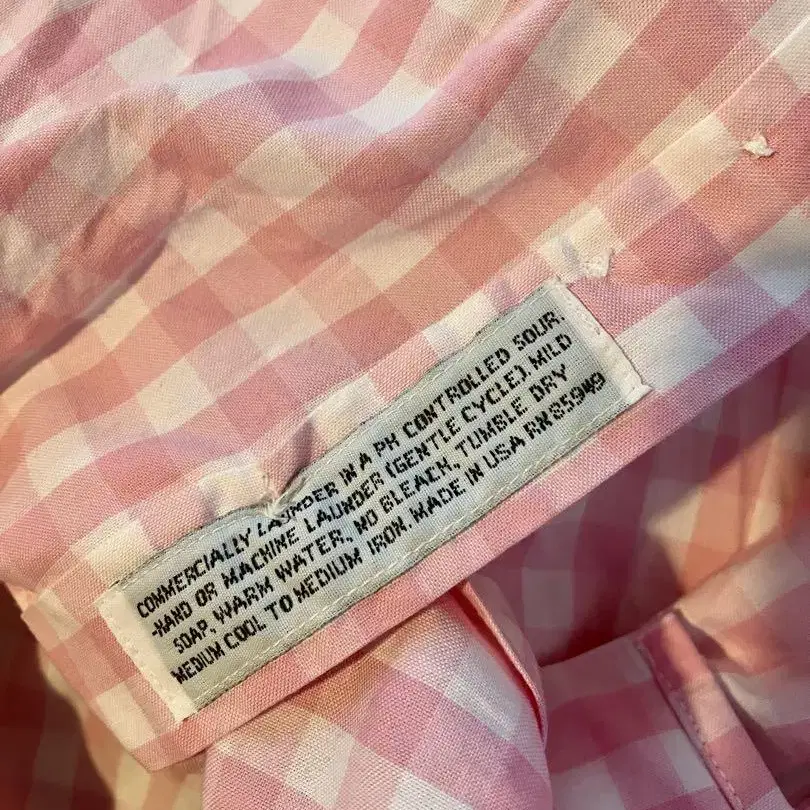 COMMERCIALLY LAUNDER IN A PH CONTROLLED SOUR.
-HAND OR MACHINE LAUNDER (GENTLE CYCLE). MILD
SOAP, WARM WATER, NO BLEACH, TUMBLE DRY
MEDIUM COOL TO MEDIUM IRON. MADE IN USA RN 85949